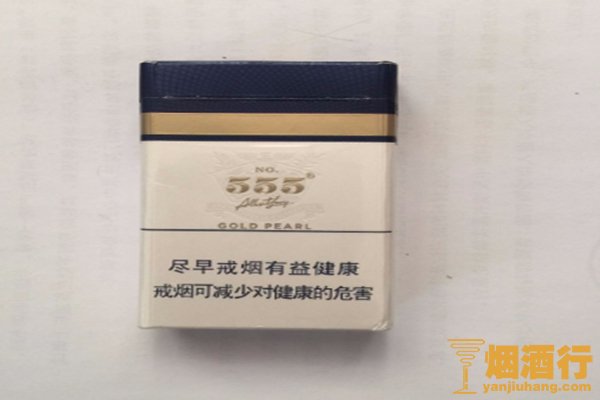 NO.
555
GOLD PEARL
尽早戒烟有益健康
戒烟可减少对健康的危害
烟酒行
yanjiuhang.com